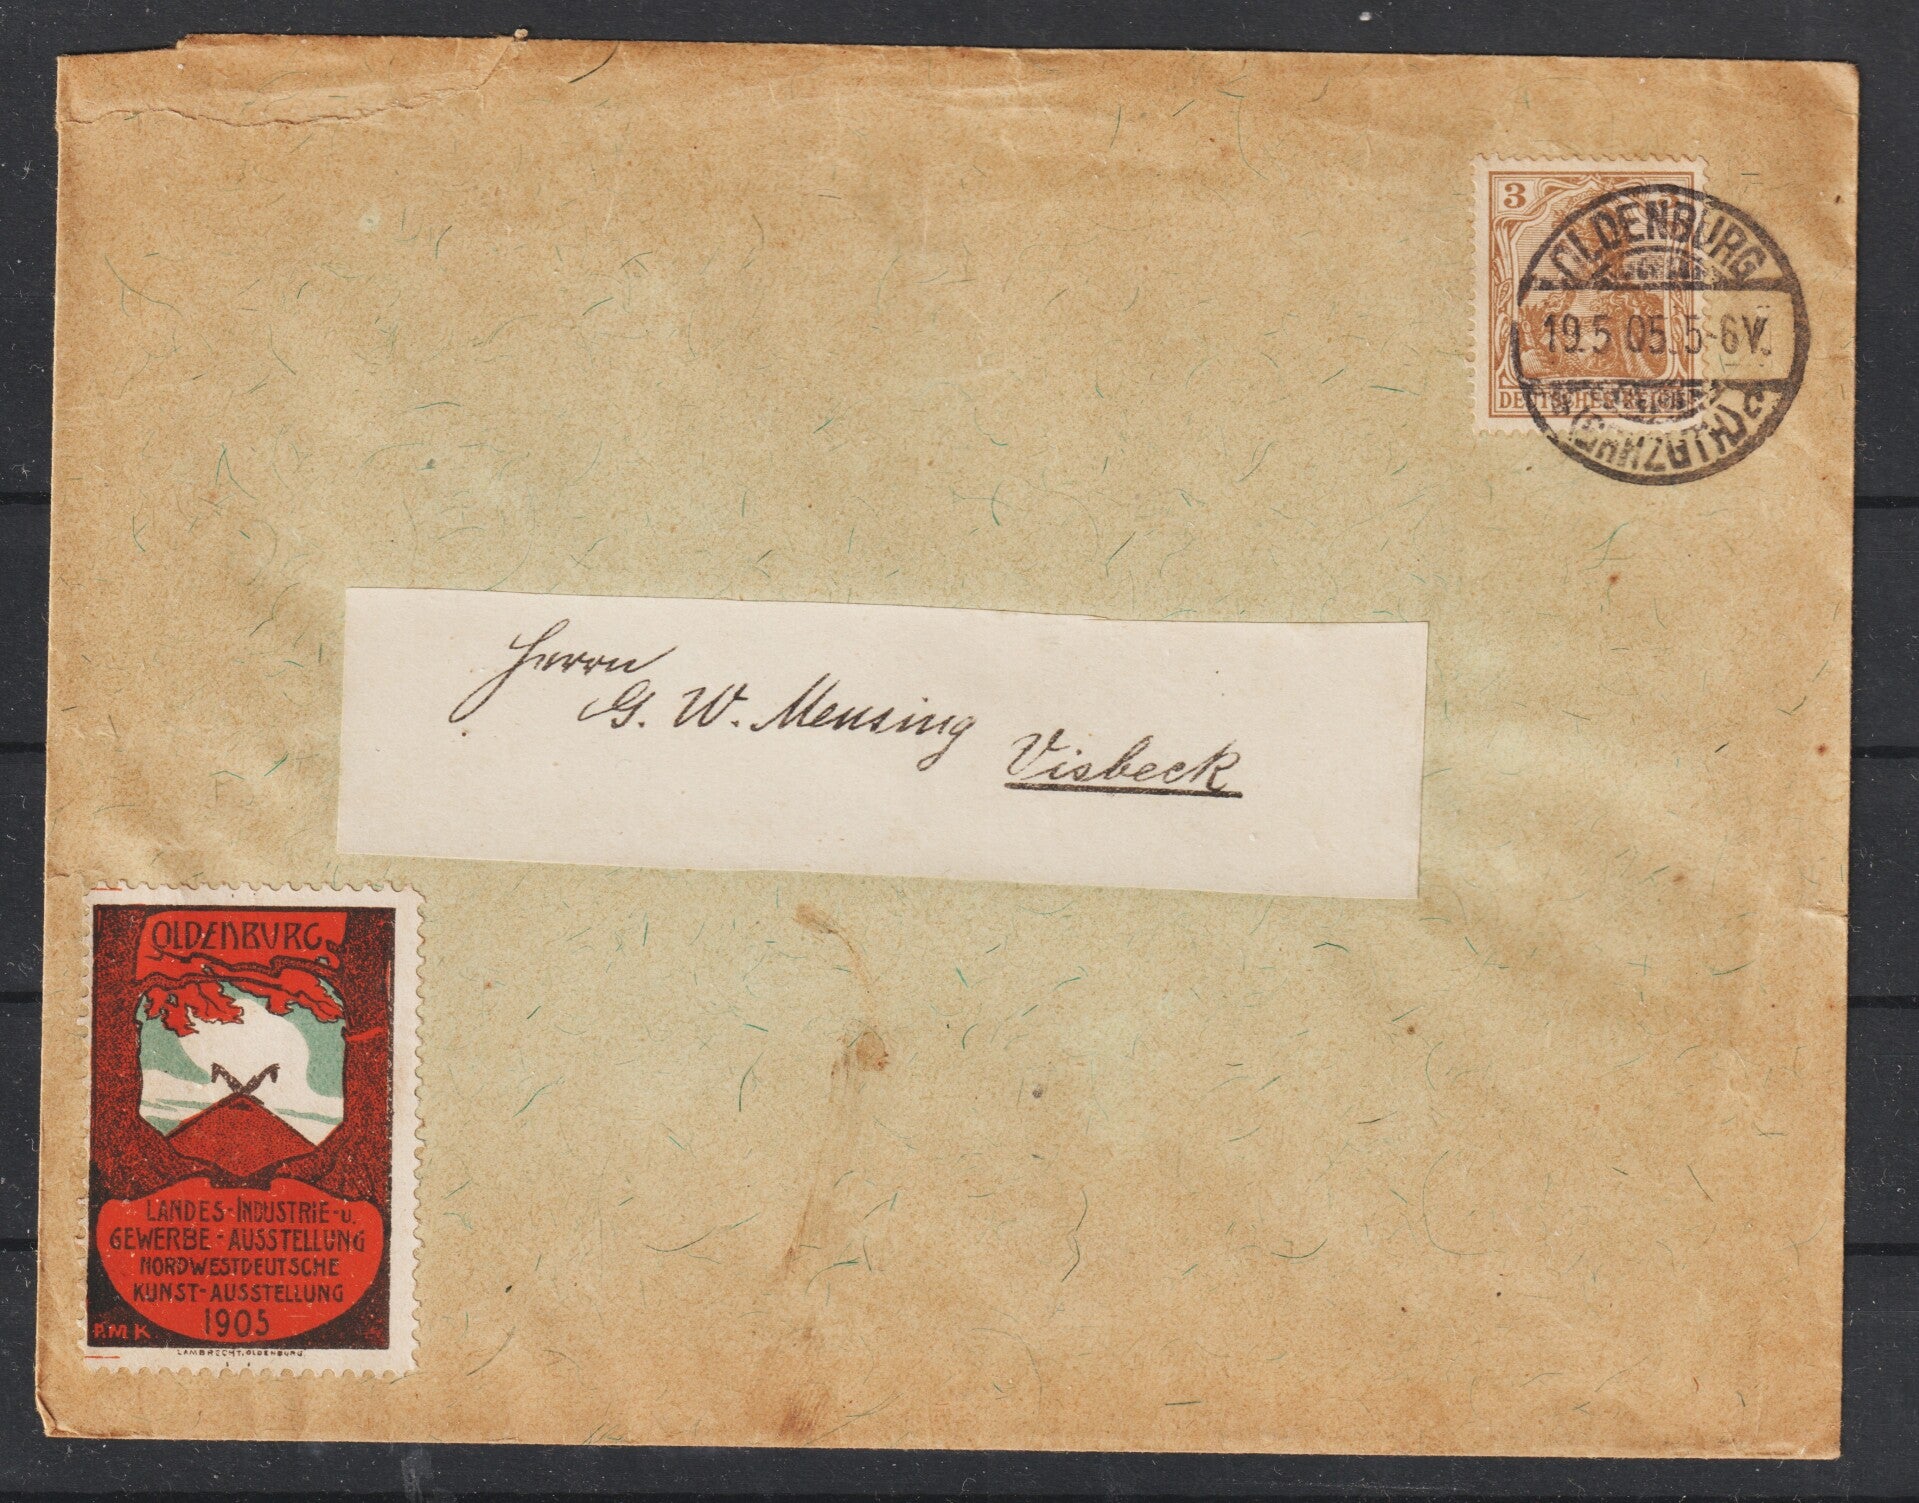 3
DEUTSCHES REICH
OLDENBURG
19.5 05. 5-6V.
(GRHZGTH.)
Herrn
G. W. Mensing
Visbeck
OLDENBURG
LANDES-INDUSTRIE-U.
GEWERBE-AUSSTELLUNG
NORDWESTDEUTSCHE
KUNST-AUSSTELLUNG
1905
P.M.K.
LAMBRECHT, OLDENBURG